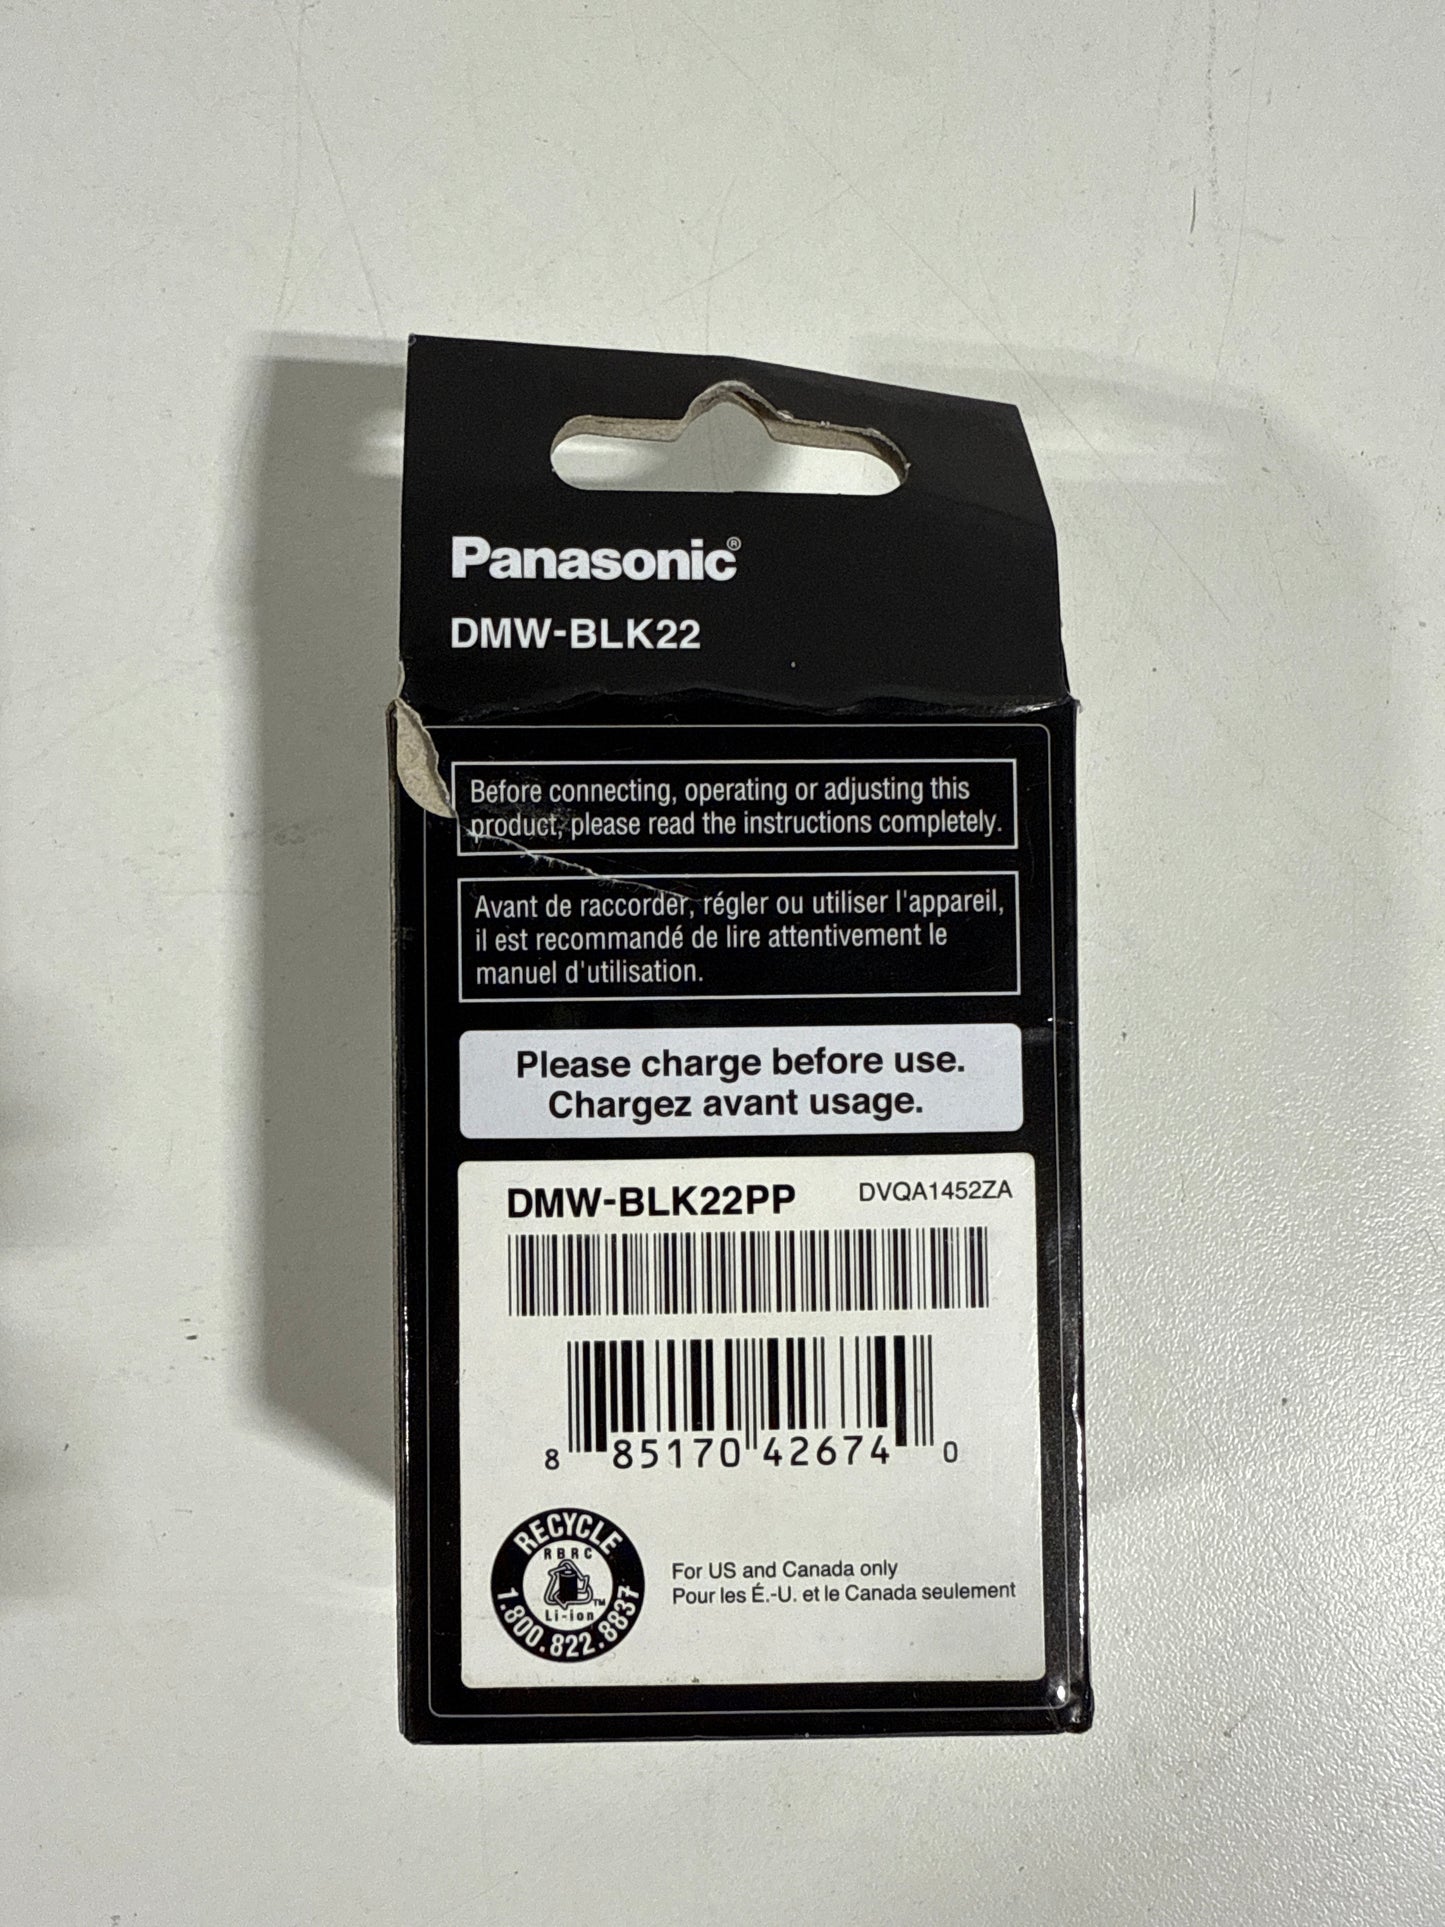 Panasonic®
DMW-BLK22
Before connecting, operating or adjusting this
product, please read the instructions completely.
Avant de raccorder, régler ou utiliser l'appareil,
il est recommandé de lire attentivement le
manuel d'utilisation.
Please charge before use.
Chargez avant usage.
DMW-BLK22PP DVQA1452ZA
8 85170 42674 0
RECYCLE
RBRC
Li-ion ™
1.800.822.8837
For US and Canada only
Pour les É.-U. et le Canada seulement